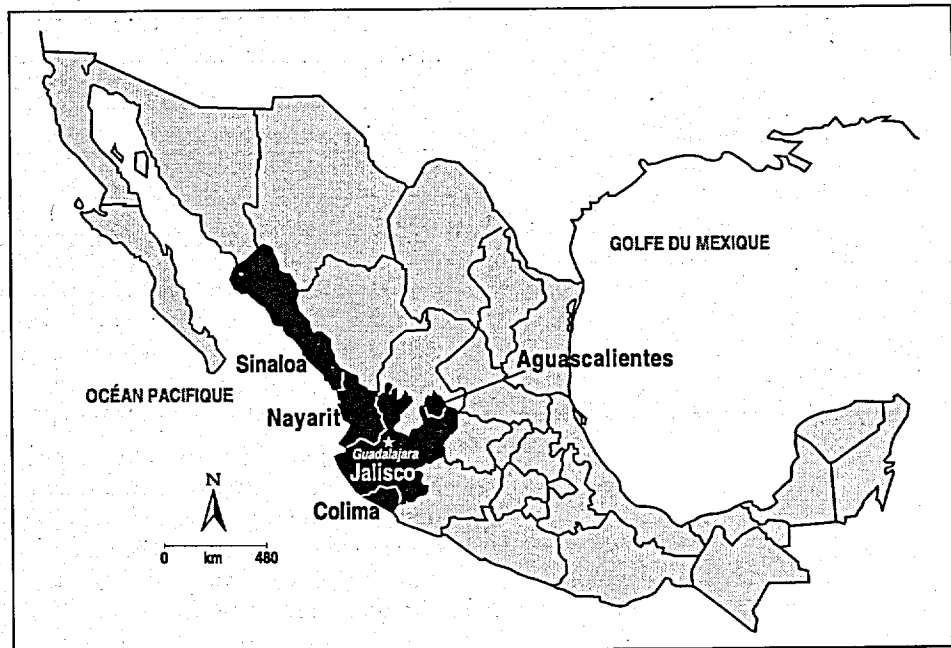 GOLFE DU MEXIQUE
Aguascalientes
Sinaloa
OCÉAN PACIFIQUE
Nayarit
Guadalajara
Jalisco
Colima
N
0 km 480